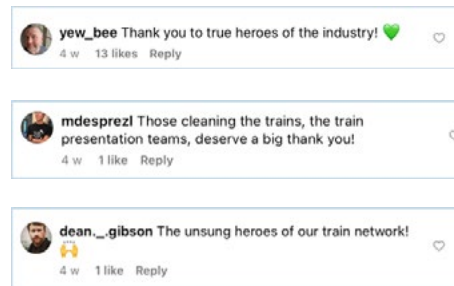 yew_bee Thank you to true heroes of the industry! 💚
4 w 13 likes Reply
mdesprezl Those cleaning the trains, the train
presentation teams, deserve a big thank you!
4 w 1 like Reply
dean._.gibson The unsung heroes of our train network!
🙌
4 w 1 like Reply